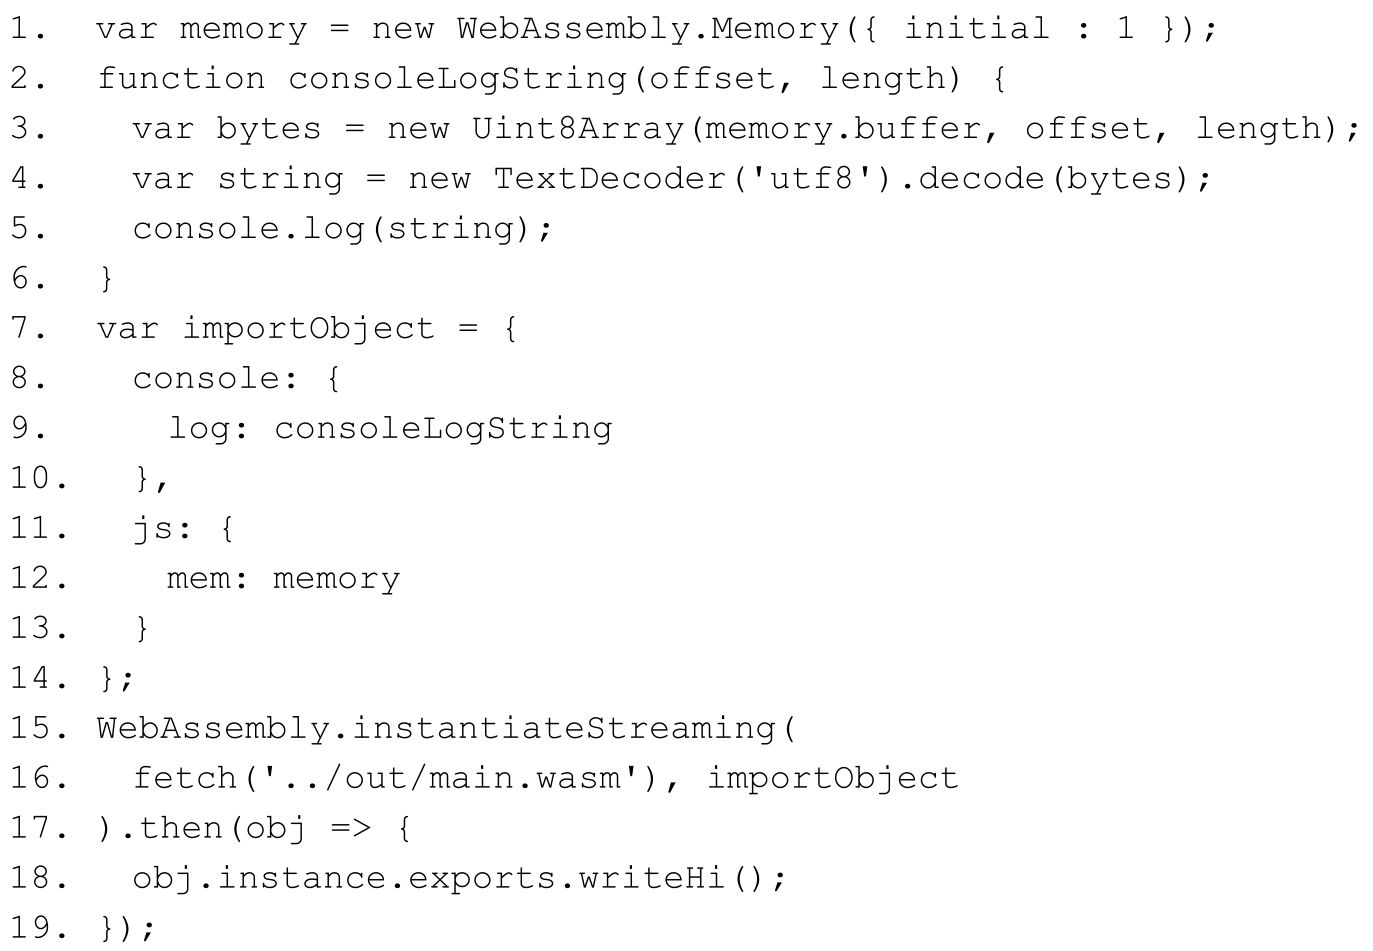 1. var memory = new WebAssembly.Memory({ initial : 1 });
2. function consoleLogString(offset, length) {
3. var bytes = new Uint8Array(memory.buffer, offset, length);
4. var string = new TextDecoder('utf8').decode(bytes);
5. console.log(string);
6. }
7. var importObject = {
8. console: {
9. log: consoleLogString
10. },
11. js: {
12. mem: memory
13. }
14. };
15. WebAssembly.instantiateStreaming(
16. fetch('../out/main.wasm'), importObject
17. ).then(obj => {
18. obj.instance.exports.writeHi();
19. });